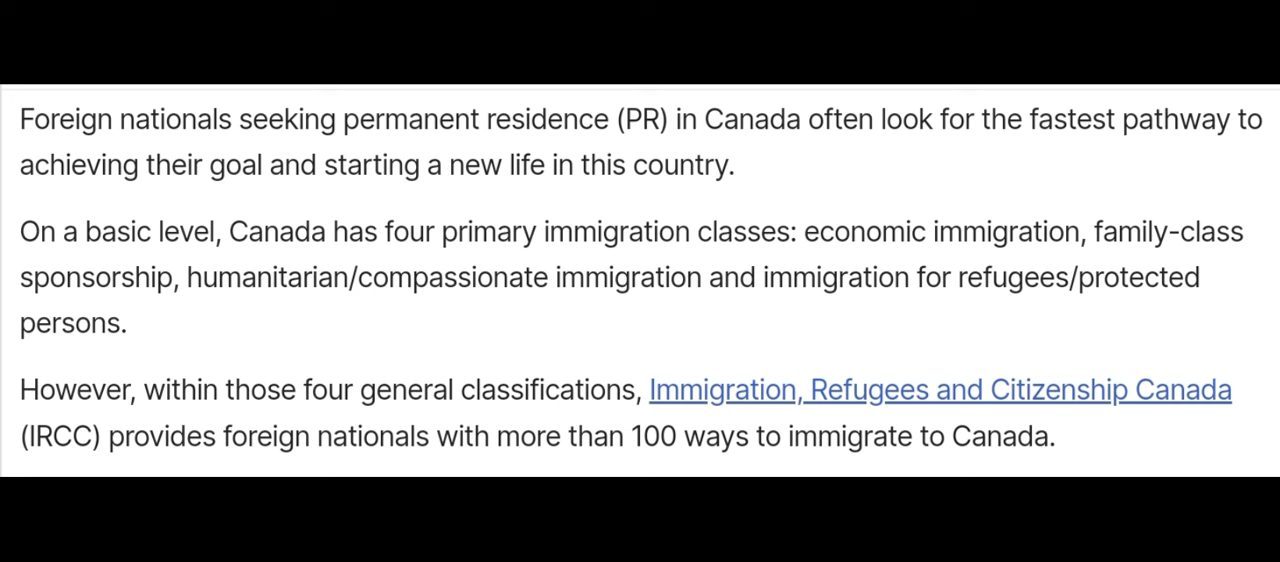 Foreign nationals seeking permanent residence (PR) in Canada often look for the fastest pathway to
achieving their goal and starting a new life in this country.
On a basic level, Canada has four primary immigration classes: economic immigration, family-class
sponsorship, humanitarian/compassionate immigration and immigration for refugees/protected
persons.
However, within those four general classifications, Immigration, Refugees and Citizenship Canada
(IRCC) provides foreign nationals with more than 100 ways to immigrate to Canada.